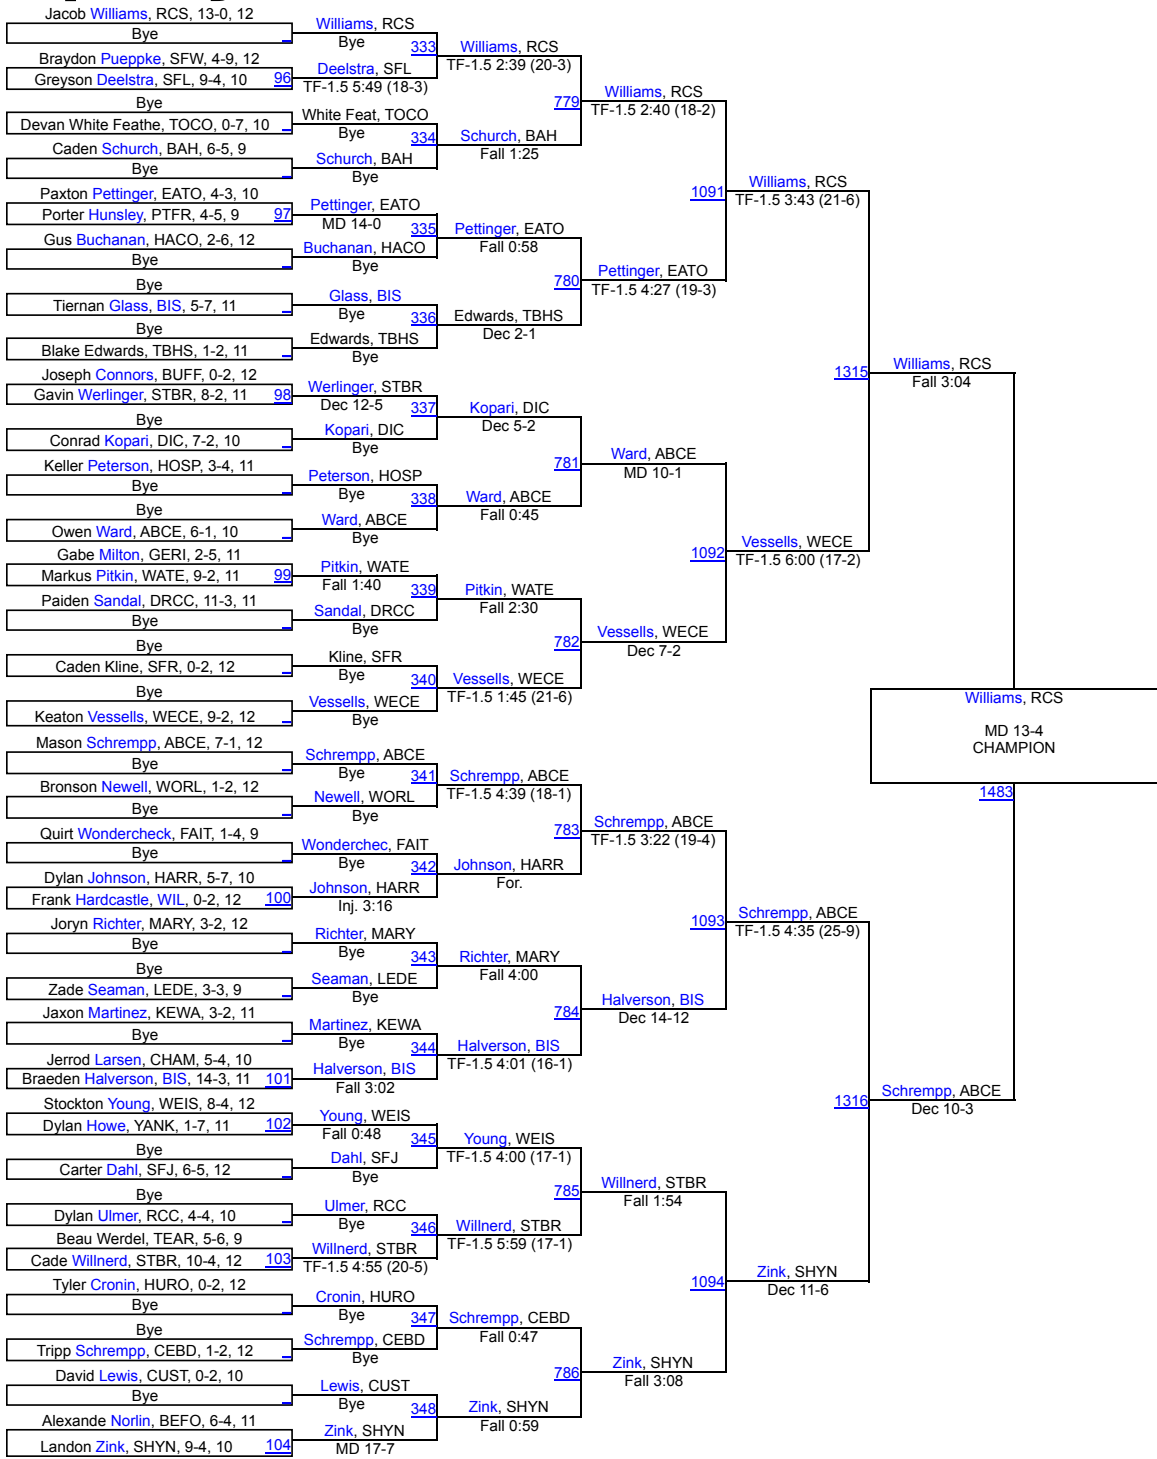 Jacob Williams, RCS, 13-0, 12
Bye
Braydon Pueppke, SFW, 4-9, 12
Greyson Deelstra, SFL, 9-4, 10 96
Bye
Devan White Feathe, TOCO, 0-7, 10
Caden Schurch, BAH, 6-5, 9
Bye
Paxton Pettinger, EATO, 4-3, 10
Porter Hunsley, PTFR, 4-5, 9 97
Gus Buchanan, HACO, 2-6, 12
Bye
Bye
Tiernan Glass, BIS, 5-7, 11
Bye
Blake Edwards, TBHS, 1-2, 11
Joseph Connors, BUFF, 0-2, 12
Gavin Werlinger, STBR, 8-2, 11 98
Bye
Conrad Kopari, DIC, 7-2, 10
Keller Peterson, HOSP, 3-4, 11
Bye
Bye
Owen Ward, ABCE, 6-1, 10
Gabe Milton, GERI, 2-5, 11
Markus Pitkin, WATE, 9-2, 11 99
Paiden Sandal, DRCC, 11-3, 11
Bye
Bye
Caden Kline, SFR, 0-2, 12
Bye
Keaton Vessells, WECE, 9-2, 12
Mason Schrempp, ABCE, 7-1, 12
Bye
Bronson Newell, WORL, 1-2, 12
Bye
Quirt Wondercheck, FAIT, 1-4, 9
Bye
Dylan Johnson, HARR, 5-7, 10
Frank Hardcastle, WIL, 0-2, 12 100
Joryn Richter, MARY, 3-2, 12
Bye
Bye
Zade Seaman, LEDE, 3-3, 9
Jaxon Martinez, KEWA, 3-2, 11
Bye
Jerrod Larsen, CHAM, 5-4, 10
Braeden Halverson, BIS, 14-3, 11 101
Stockton Young, WEIS, 8-4, 12
Dylan Howe, YANK, 1-7, 11 102
Bye
Carter Dahl, SFJ, 6-5, 12
Bye
Dylan Ulmer, RCC, 4-4, 10
Beau Werdel, TEAR, 5-6, 9
Cade Willnerd, STBR, 10-4, 12 103
Tyler Cronin, HURO, 0-2, 12
Bye
Bye
Tripp Schrempp, CEBD, 1-2, 12
David Lewis, CUST, 0-2, 10
Bye
Alexande Norlin, BEFO, 6-4, 11
Landon Zink, SHYN, 9-4, 10 104
Williams, RCS
Bye
333
Deelstra, SFL
TF-1.5 5:49 (18-3)
White Feat, TOCO
Bye
334
Schurch, BAH
Bye
Pettinger, EATO
MD 14-0
335
Buchanan, HACO
Bye
Glass, BIS
Bye
336
Edwards, TBHS
Bye
Werlinger, STBR
Dec 12-5
337
Kopari, DIC
Bye
Peterson, HOSP
Bye
338
Ward, ABCE
Bye
Pitkin, WATE
Fall 1:40
339
Sandal, DRCC
Bye
Kline, SFR
Bye
340
Vessells, WECE
Bye
Schrempp, ABCE
Bye
341
Newell, WORL
Bye
Wonderchec, FAIT
Bye
342
Johnson, HARR
Inj. 3:16
Richter, MARY
Bye
343
Seaman, LEDE
Bye
Martinez, KEWA
Bye
344
Halverson, BIS
Fall 3:02
Young, WEIS
Fall 0:48
345
Dahl, SFJ
Bye
Ulmer, RCC
Bye
346
Willnerd, STBR
TF-1.5 4:55 (20-5)
Cronin, HURO
Bye
347
Schrempp, CEBD
Bye
Lewis, CUST
Bye
348
Zink, SHYN
MD 17-7
Williams, RCS
TF-1.5 2:39 (20-3)
779
Schurch, BAH
Fall 1:25
Pettinger, EATO
Fall 0:58
780
Edwards, TBHS
Dec 2-1
Kopari, DIC
Dec 5-2
781
Ward, ABCE
Fall 0:45
Pitkin, WATE
Fall 2:30
782
Vessells, WECE
TF-1.5 1:45 (21-6)
Schrempp, ABCE
TF-1.5 4:39 (18-1)
783
Johnson, HARR
For.
Richter, MARY
Fall 4:00
784
Halverson, BIS
TF-1.5 4:01 (16-1)
Young, WEIS
TF-1.5 4:00 (17-1)
785
Willnerd, STBR
TF-1.5 5:59 (17-1)
Schrempp, CEBD
Fall 0:47
786
Zink, SHYN
Fall 0:59
Williams, RCS
TF-1.5 2:40 (18-2)
1091
Pettinger, EATO
TF-1.5 4:27 (19-3)
Ward, ABCE
MD 10-1
1092
Vessells, WECE
Dec 7-2
Schrempp, ABCE
TF-1.5 3:22 (19-4)
1093
Halverson, BIS
Dec 14-12
Willnerd, STBR
Fall 1:54
1094
Zink, SHYN
Fall 3:08
Williams, RCS
TF-1.5 3:43 (21-6)
1315
Vessells, WECE
TF-1.5 6:00 (17-2)
Schrempp, ABCE
TF-1.5 4:35 (25-9)
1316
Zink, SHYN
Dec 11-6
Williams, RCS
Fall 3:04
Schrempp, ABCE
Dec 10-3
Williams, RCS
MD 13-4
CHAMPION
1483